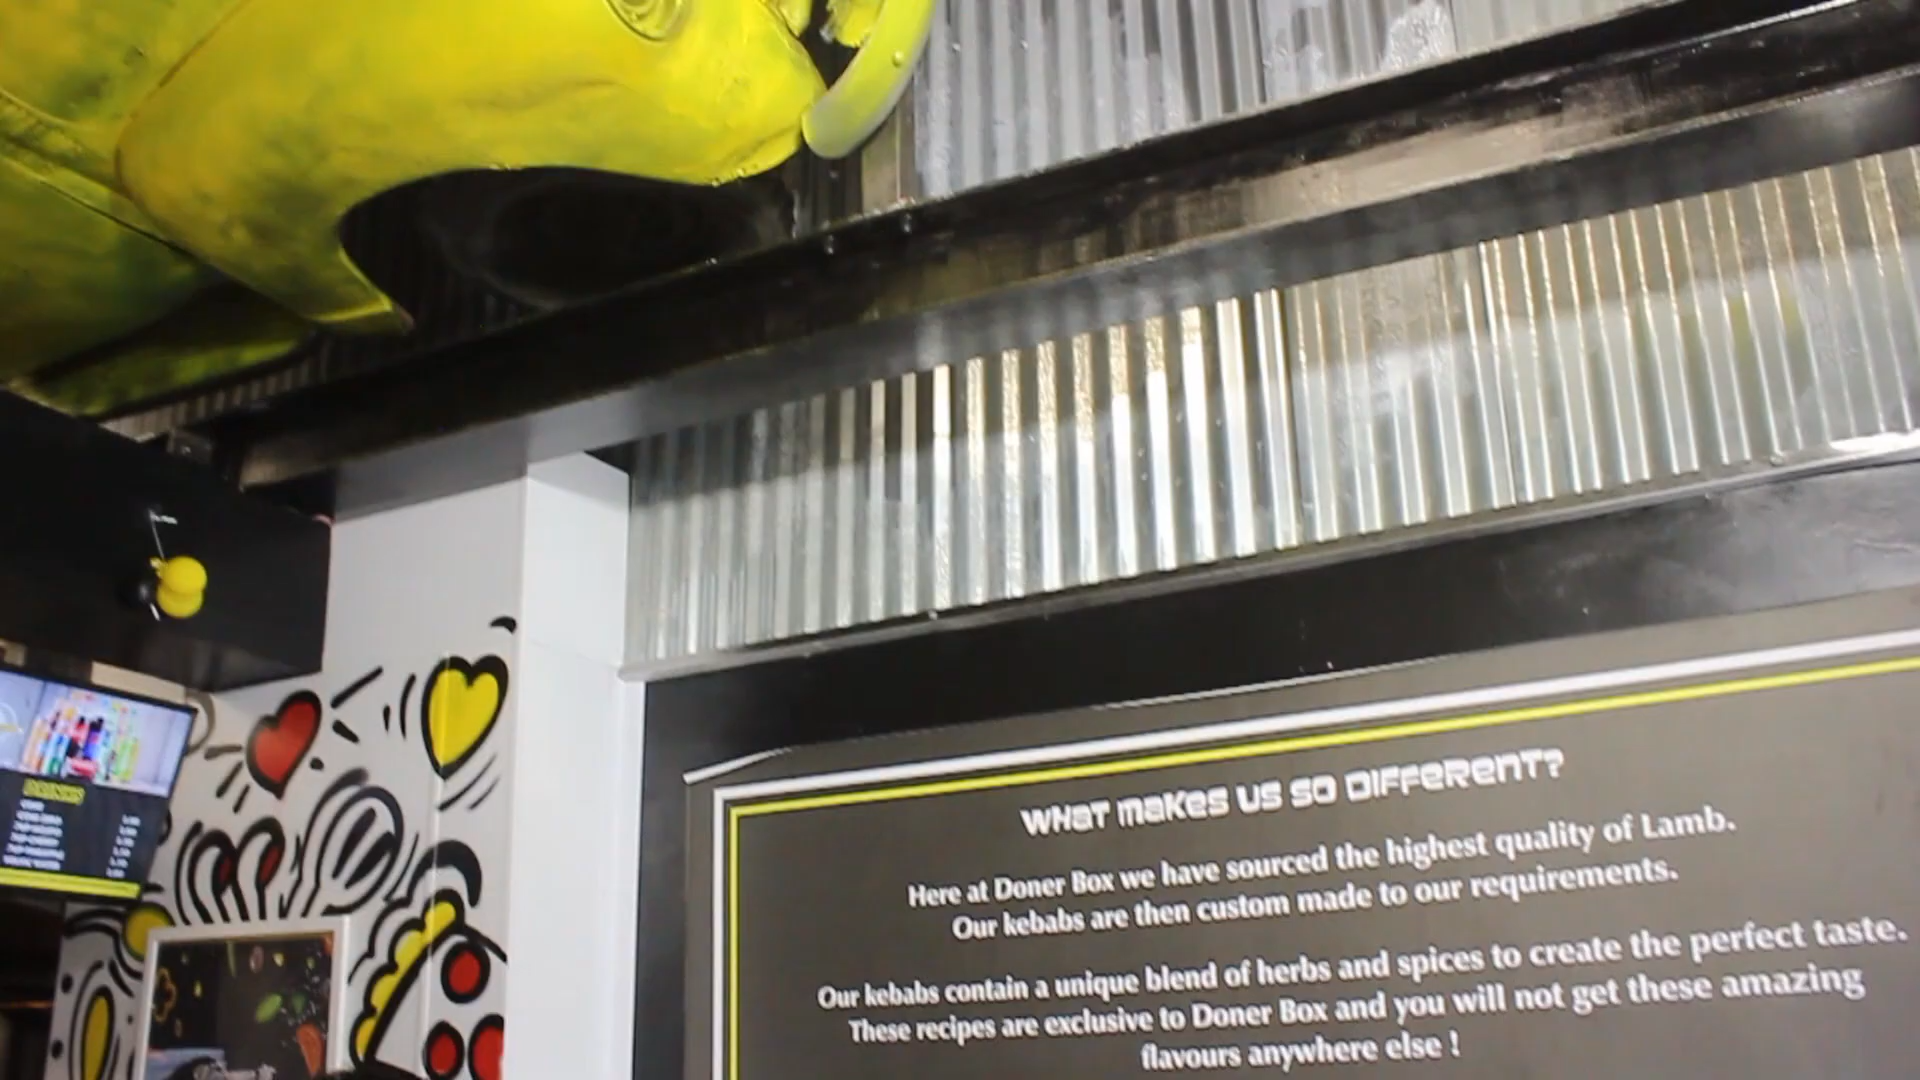 WHAT MAKES US SO DIFFERENT?
Here at Doner Box we have sourced the highest quality of Lamb.
Our kebabs are then custom made to our requirements.
Our kebabs contain a unique blend of herbs and spices to create the perfect taste.
These recipes are exclusive to Doner Box and you will not get these amazing
flavours anywhere else !